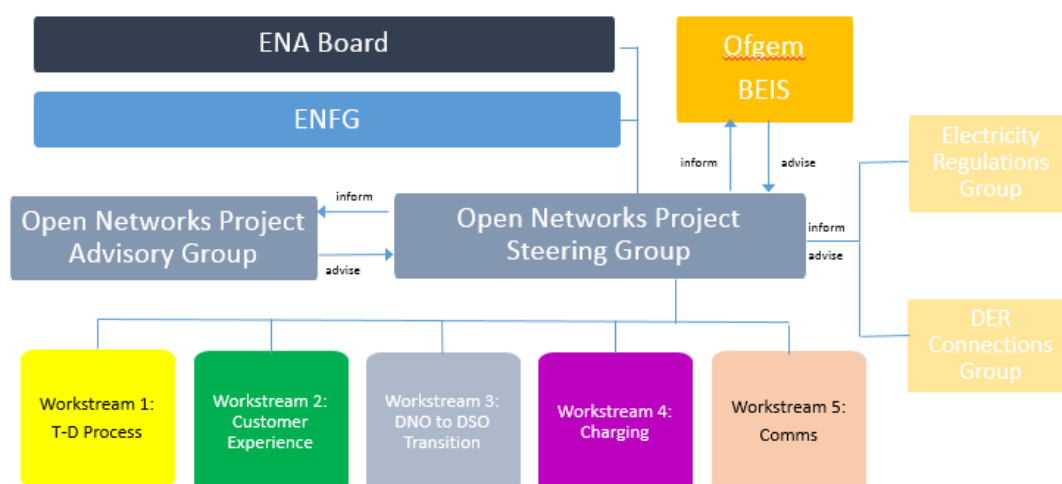 ENA Board
ENFG
Ofgem
BEIS
inform
advise
Electricity
Regulations
Group
Open Networks Project
Advisory Group
inform
advise
Open Networks Project
Steering Group
inform
advise
DER
Connections
Group
Workstream 1:
T-D Process
Workstream 2:
Customer
Experience
Workstream 3:
DNO to DSO
Transition
Workstream 4:
Charging
Workstream 5:
Comms